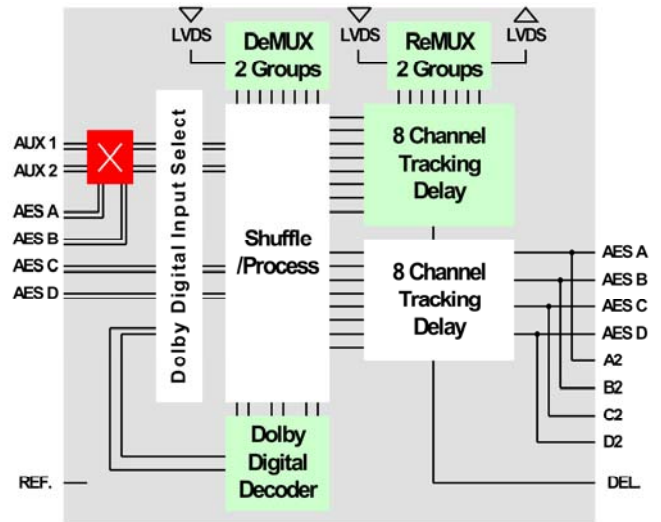 LVDS
DeMUX
2 Groups
LVDS
ReMUX
2 Groups
LVDS
AUX 1
AUX 2
AES A
AES B
AES C
AES D
REF.
Dolby Digital Input Select
Shuffle
/Process
8 Channel
Tracking
Delay
8 Channel
Tracking
Delay
Dolby
Digital
Decoder
AES A
AES B
AES C
AES D
A2
B2
C2
D2
DEL.